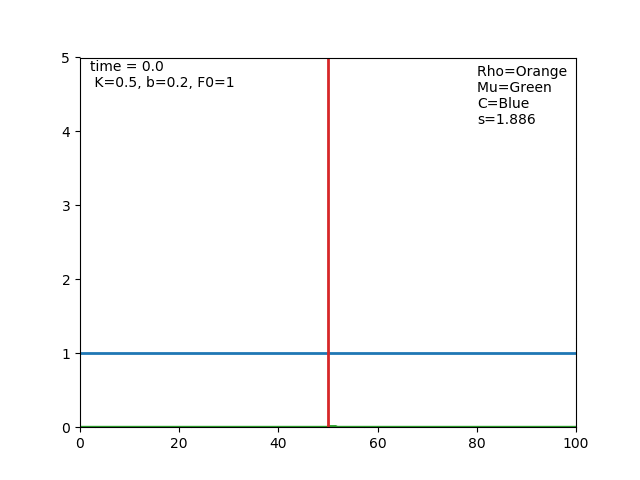 time = 0.0
K=0.5, b=0.2, F0=1
Rho=Orange
Mu=Green
C=Blue
s=1.886
5
4
3
2
1
0
0 20 40 60 80 100